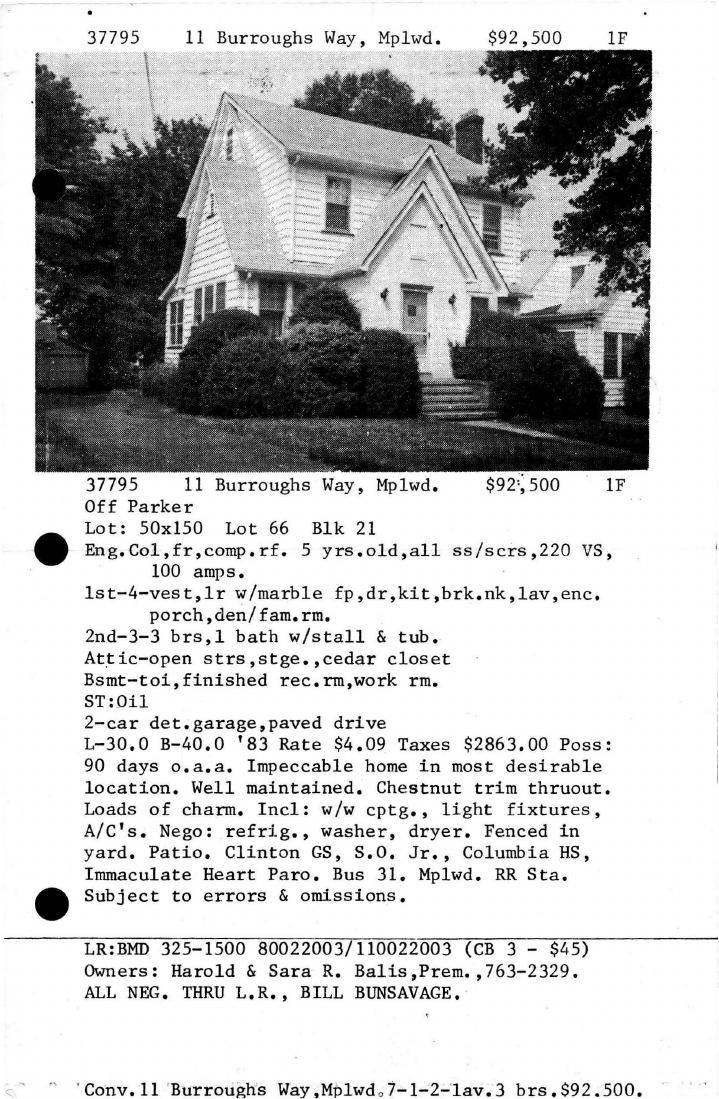 37795 11 Burroughs Way, Mplwd. $92,500 1F
37795 11 Burroughs Way, Mplwd. $92,500 1F
Off Parker
Lot: 50x150 Lot 66 Blk 21
Eng.Col,fr,comp.rf. 5 yrs.old,all ss/scrs,220 VS,
100 amps.
1st-4-vest,lr w/marble fp,dr,kit,brk.nk,lav,enc.
porch,den/fam.rm.
2nd-3-3 brs,1 bath w/stall & tub.
Attic-open strs,stge.,cedar closet
Bsmt-toi,finished rec.rm,work rm.
ST:Oil
2-car det.garage,paved drive
L-30.0 B-40.0 '83 Rate $4.09 Taxes $2863.00 Poss:
90 days o.a.a. Impeccable home in most desirable
location. Well maintained. Chestnut trim thruout.
Loads of charm. Incl: w/w cptg., light fixtures,
A/C's. Nego: refrig., washer, dryer. Fenced in
yard. Patio. Clinton GS, S.O. Jr., Columbia HS,
Immaculate Heart Paro. Bus 31. Mplwd. RR Sta.
Subject to errors & omissions.
LR:BMD 325-1500 80022003/110022003 (CB 3 - $45)
Owners: Harold & Sara R. Balis,Prem.,763-2329.
ALL NEG. THRU L.R., BILL BUNSAVAGE.
Conv.11 Burroughs Way,Mplwd.7-1-2-1av.3 brs.$92.500.